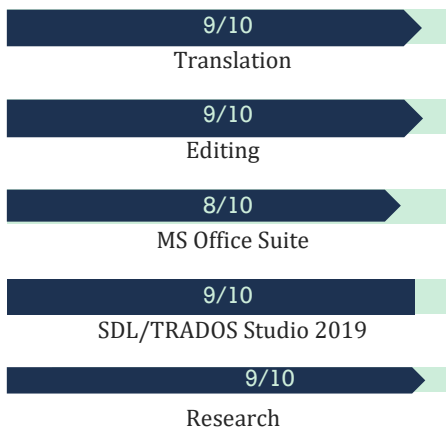 9/10
Translation
9/10
Editing
8/10
MS Office Suite
9/10
SDL/TRADOS Studio 2019
9/10
Research